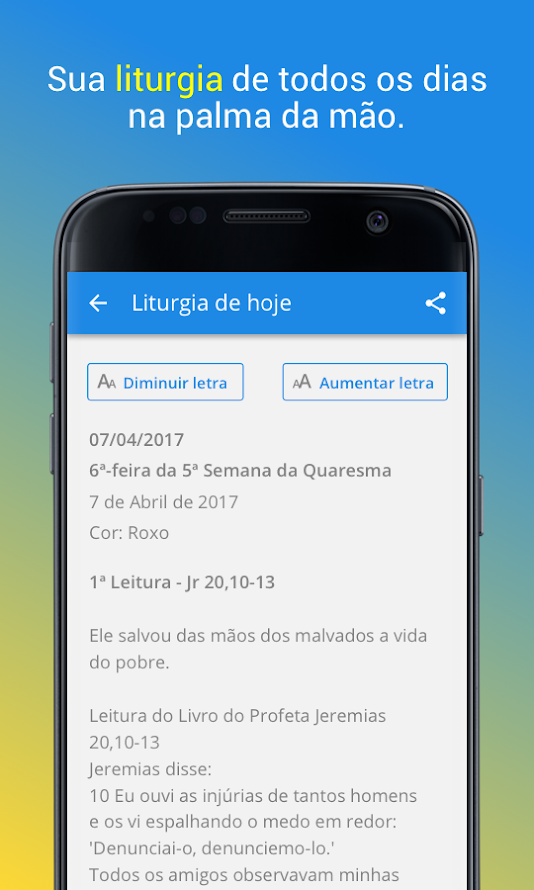 Sua liturgia de todos os dias
na palma da mão.
Liturgia de hoje
AA Diminuir letra
AA Aumentar letra
07/04/2017
6ª-feira da 5ª Semana da Quaresma
7 de Abril de 2017
Cor: Roxo
1ª Leitura - Jr 20,10-13
Ele salvou das mãos dos malvados a vida
do pobre.
Leitura do Livro do Profeta Jeremias
20,10-13
Jeremias disse:
10 Eu ouvi as injúrias de tantos homens
e os vi espalhando o medo em redor:
'Denunciai-o, denunciemo-lo.'
Todos os amigos observavam minhas